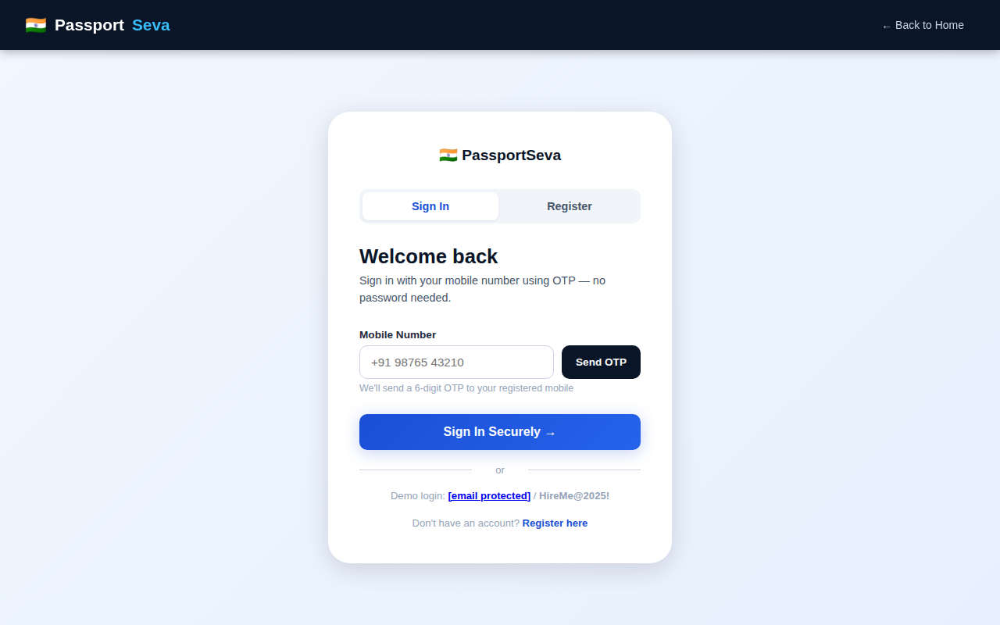 Passport Seva
← Back to Home
PassportSeva
Sign In
Register
Welcome back
Sign in with your mobile number using OTP — no
password needed.
Mobile Number
+91 98765 43210
Send OTP
We'll send a 6-digit OTP to your registered mobile
Sign In Securely →
or
Demo login: [email protected] / HireMe@2025!
Don't have an account? Register here